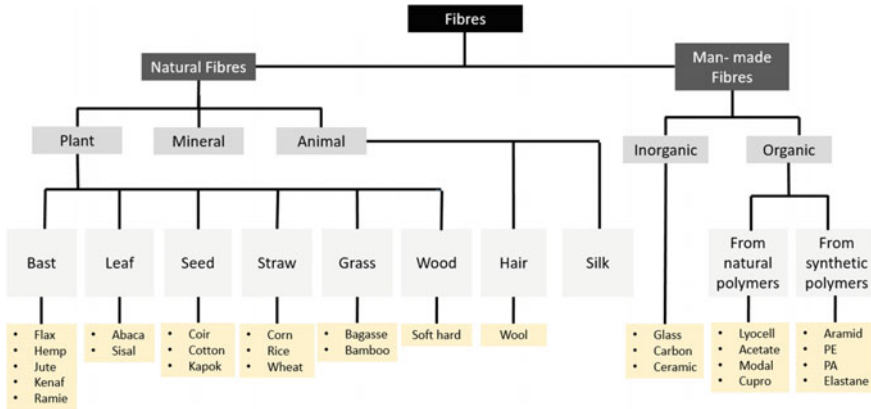 Fibres
Natural Fibres
Man- made
Fibres
Plant
Mineral
Animal
Inorganic
Organic
Bast
Leaf
Seed
Straw
Grass
Wood
Hair
Silk
From
natural
polymers
From
synthetic
polymers
• Flax
• Hemp
• Jute
• Kenaf
• Ramie
• Abaca
• Sisal
• Coir
• Cotton
• Kapok
• Corn
• Rice
• Wheat
• Bagasse
• Bamboo
Soft hard
Wool
• Glass
• Carbon
• Ceramic
• Lyocell
• Acetate
• Modal
• Cupro
• Aramid
• PE
• PA
• Elastane